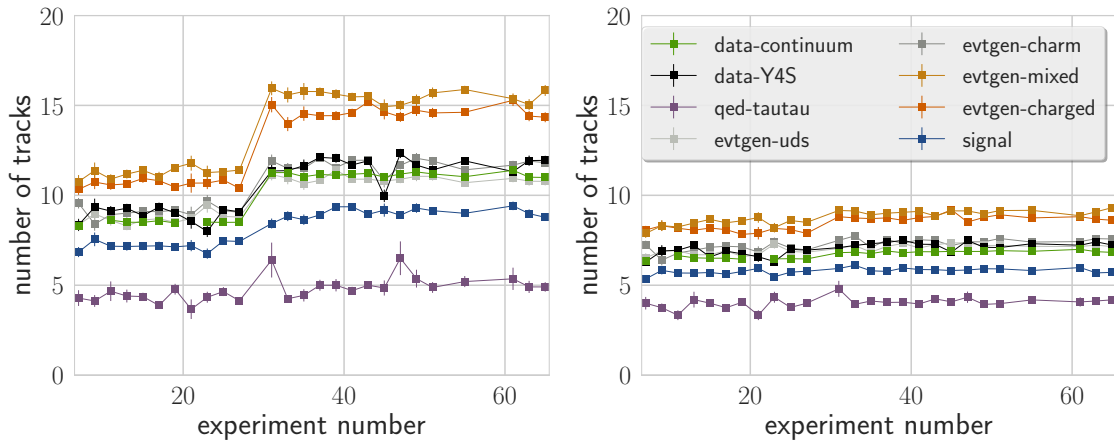 20
15
10
5
0
number of tracks
20
40
60
experiment number
20
15
10
5
0
number of tracks
data-continuum
data-Y4S
qed-tautau
evtgen-uds
evtgen-charm
evtgen-mixed
evtgen-charged
signal
20
40
60
experiment number